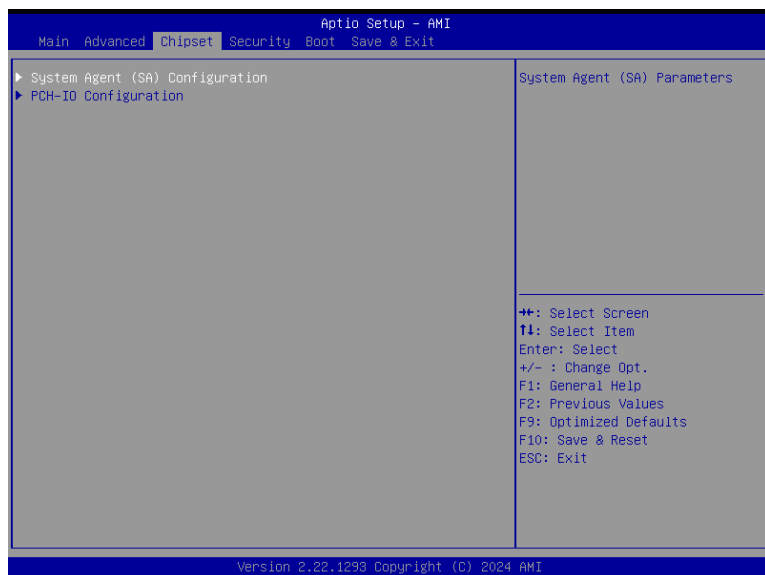 Aptio Setup – AMI
Main Advanced Chipset Security Boot Save & Exit
▶ System Agent (SA) Configuration
▶ PCH-IO Configuration
System Agent (SA) Parameters
→←: Select Screen
↑↓: Select Item
Enter: Select
+/- : Change Opt.
F1: General Help
F2: Previous Values
F9: Optimized Defaults
F10: Save & Reset
ESC: Exit
Version 2.22.1293 Copyright (C) 2024 AMI